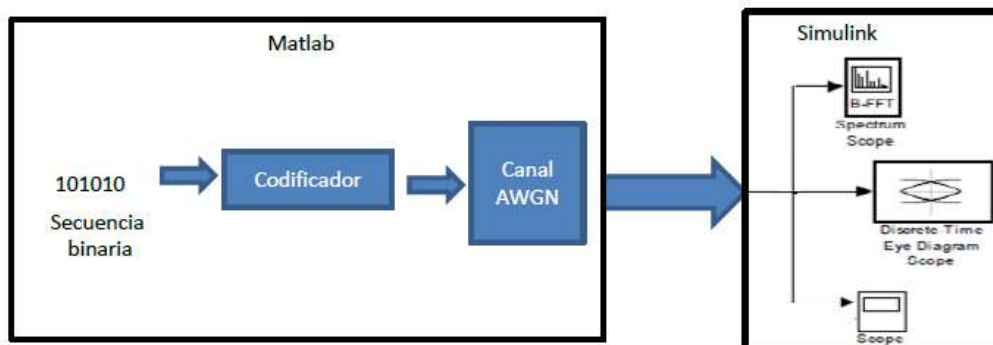 Matlab
101010
Secuencia
binaria
Codificador
Canal
AWGN
Simulink
B-FFT
Spectrum
Scope
Discrete-Time
Eye Diagram
Scope
Scope